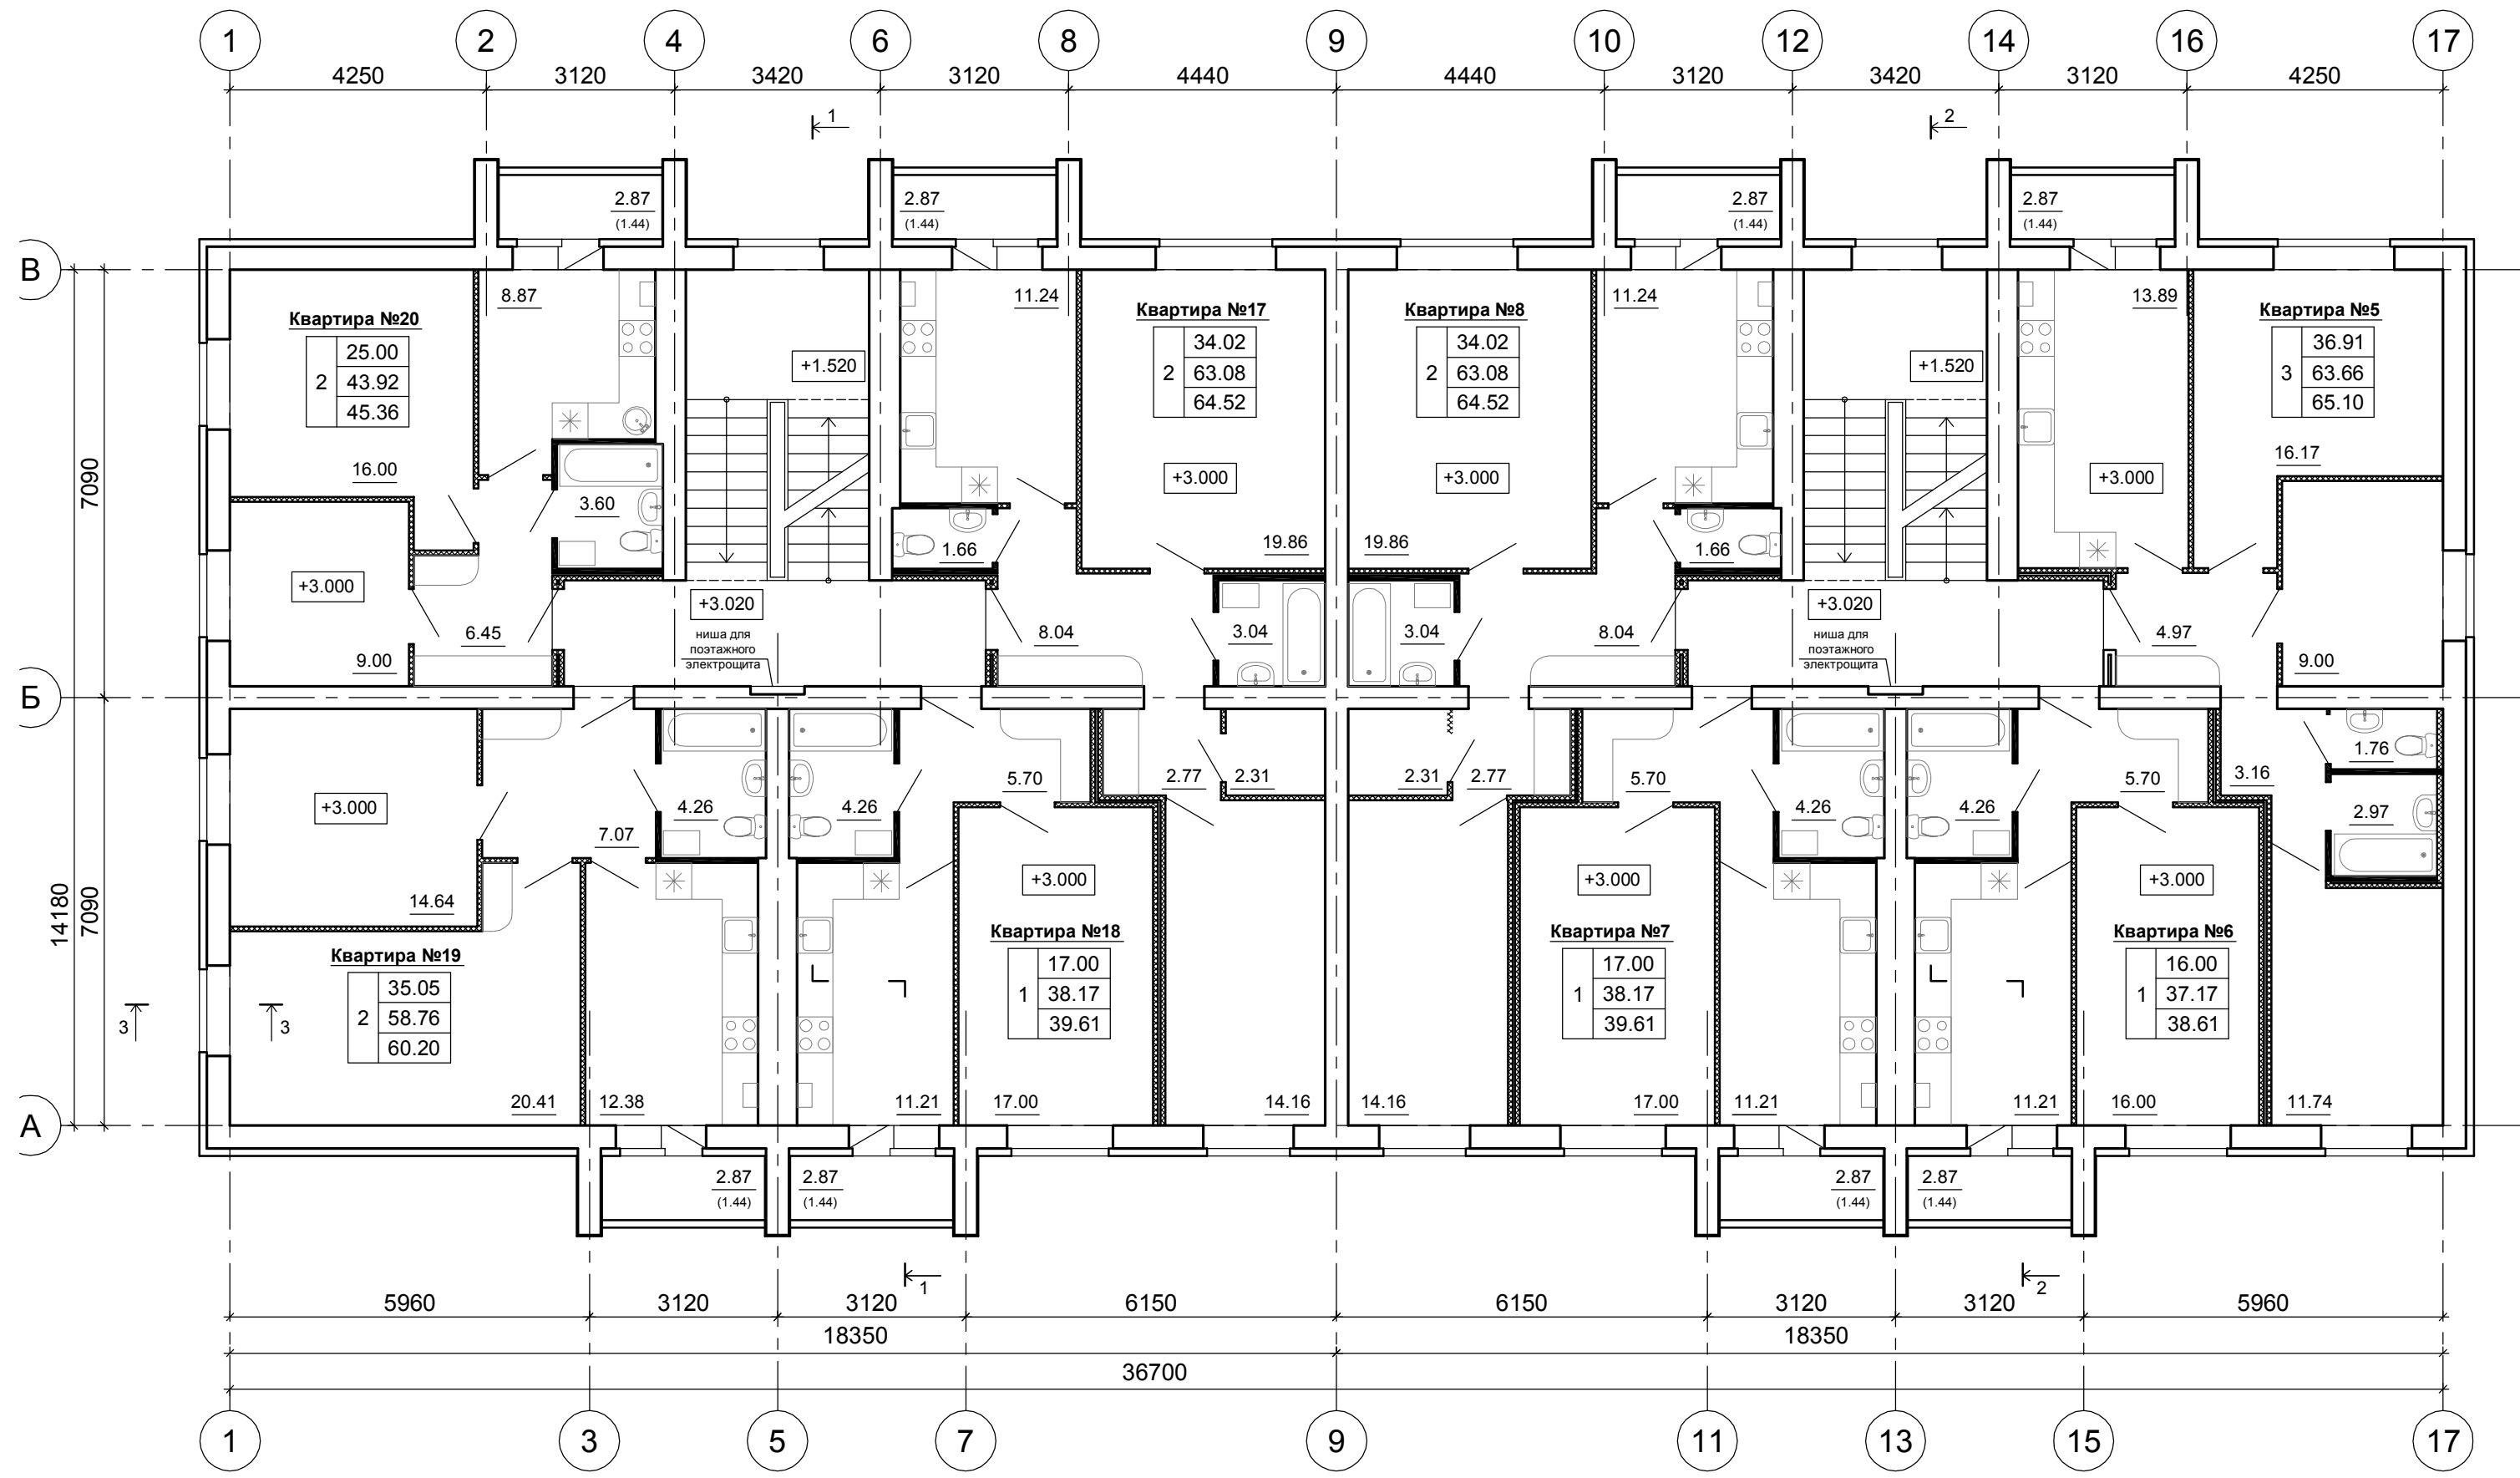 1 2 4 6 8 9 10 12 14 16 17
4250 3120 3420 3120 4440 4440 3120 3420 3120 4250
1 2
2.87 2.87 2.87 2.87
(1.44) (1.44) (1.44) (1.44)
В
8.87 11.24 11.24 13.89
Квартира №20 Квартира №17 Квартира №8 Квартира №5
2 25.00 43.92 45.36
2 34.02 63.08 64.52
2 34.02 63.08 64.52
3 36.91 63.66 65.10
+1.520 +1.520
16.00 +3.000 +3.000 +3.000 16.17
7090
3.60 1.66 19.86 19.86 1.66
+3.000 +3.020 +3.020
ниша для
поэтажного
электрощита
ниша для
поэтажного
электрощита
6.45 8.04 3.04 3.04 8.04 4.97
9.00 9.00
Б
1.76
5.70 2.77 2.31 2.31 2.77 5.70 5.70 3.16
+3.000 4.26 4.26 4.26 4.26 2.97
7.07
+3.000 +3.000 +3.000
14.64
14180
7090
Квартира №19 Квартира №18 Квартира №7 Квартира №6
2 35.05 58.76 60.20
1 17.00 38.17 39.61
1 17.00 38.17 39.61
1 16.00 37.17 38.61
3 3
20.41 12.38 11.21 17.00 14.16 14.16 17.00 11.21 11.21 16.00 11.74
А
2.87 2.87 2.87 2.87
(1.44) (1.44) (1.44) (1.44)
1 2
5960 3120 3120 6150 6150 3120 3120 5960
18350 18350
36700
1 3 5 7 9 11 13 15 17